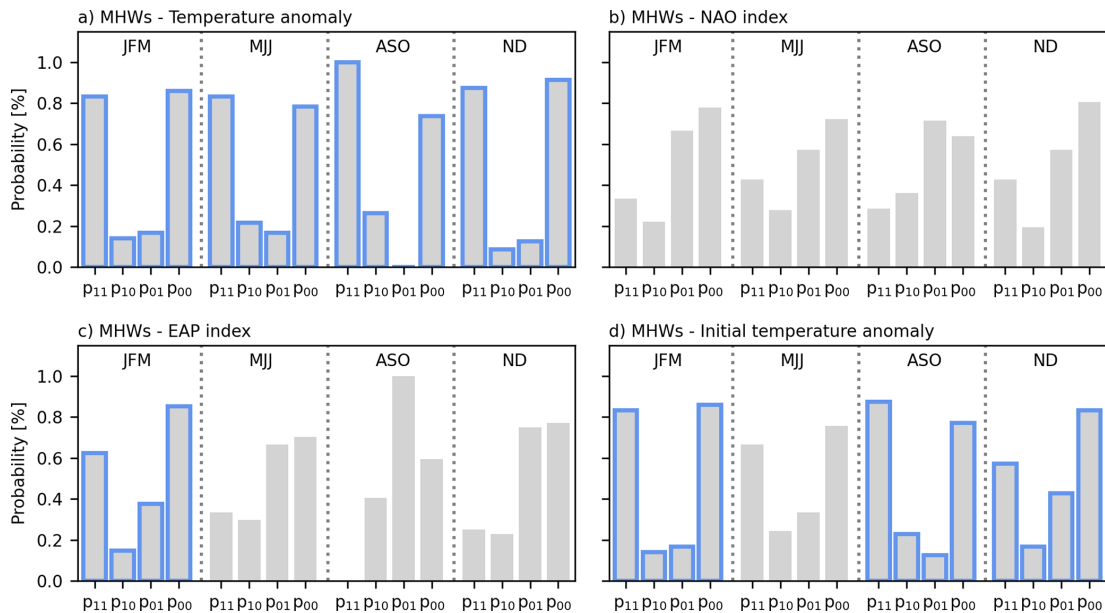 a) MHWs - Temperature anomaly
JFM MJJ ASO ND
Probability [%]
1.0
0.8
0.6
0.4
0.2
0.0
p₁₁ p₁₀ p₀₁ p₀₀ p₁₁ p₁₀ p₀₁ p₀₀ p₁₁ p₁₀ p₀₁ p₀₀ p₁₁ p₁₀ p₀₁ p₀₀
b) MHWs - NAO index
JFM MJJ ASO ND
p₁₁ p₁₀ p₀₁ p₀₀ p₁₁ p₁₀ p₀₁ p₀₀ p₁₁ p₁₀ p₀₁ p₀₀ p₁₁ p₁₀ p₀₁ p₀₀
c) MHWs - EAP index
JFM MJJ ASO ND
Probability [%]
1.0
0.8
0.6
0.4
0.2
0.0
p₁₁ p₁₀ p₀₁ p₀₀ p₁₁ p₁₀ p₀₁ p₀₀ p₁₁ p₁₀ p₀₁ p₀₀ p₁₁ p₁₀ p₀₁ p₀₀
d) MHWs - Initial temperature anomaly
JFM MJJ ASO ND
p₁₁ p₁₀ p₀₁ p₀₀ p₁₁ p₁₀ p₀₁ p₀₀ p₁₁ p₁₀ p₀₁ p₀₀ p₁₁ p₁₀ p₀₁ p₀₀